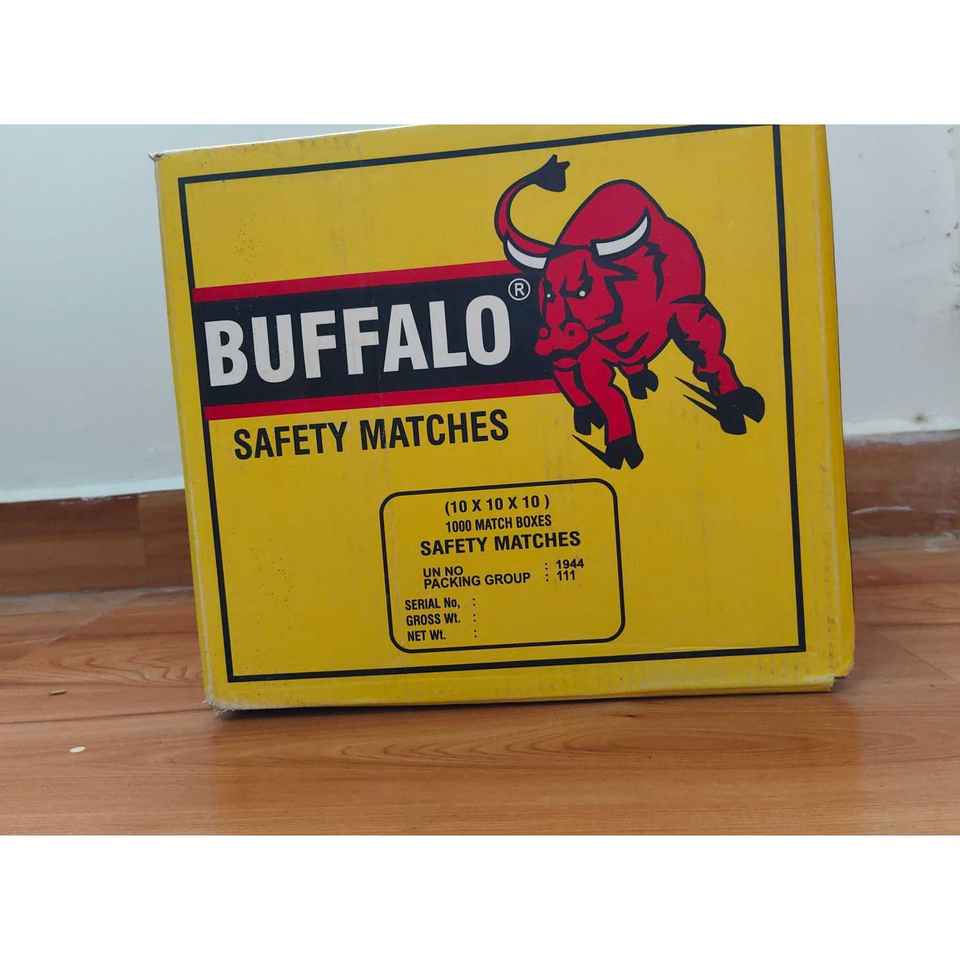 BUFFALO®
SAFETY MATCHES
(10 X 10 X 10 )
1000 MATCH BOXES
SAFETY MATCHES
UN NO : 1944
PACKING GROUP : 111
SERIAL No, :
GROSS Wt. :
NET Wt. :